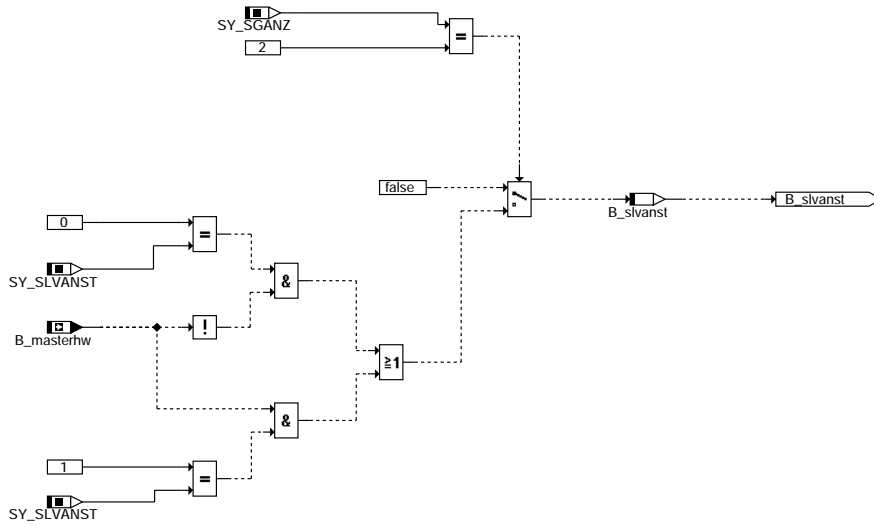 SY_SGANZ
2
=
false
B_slvanst
B_slvanst
0
=
SY_SLVANST
&
B_masterhw
!
≧1
&
1
=
SY_SLVANST